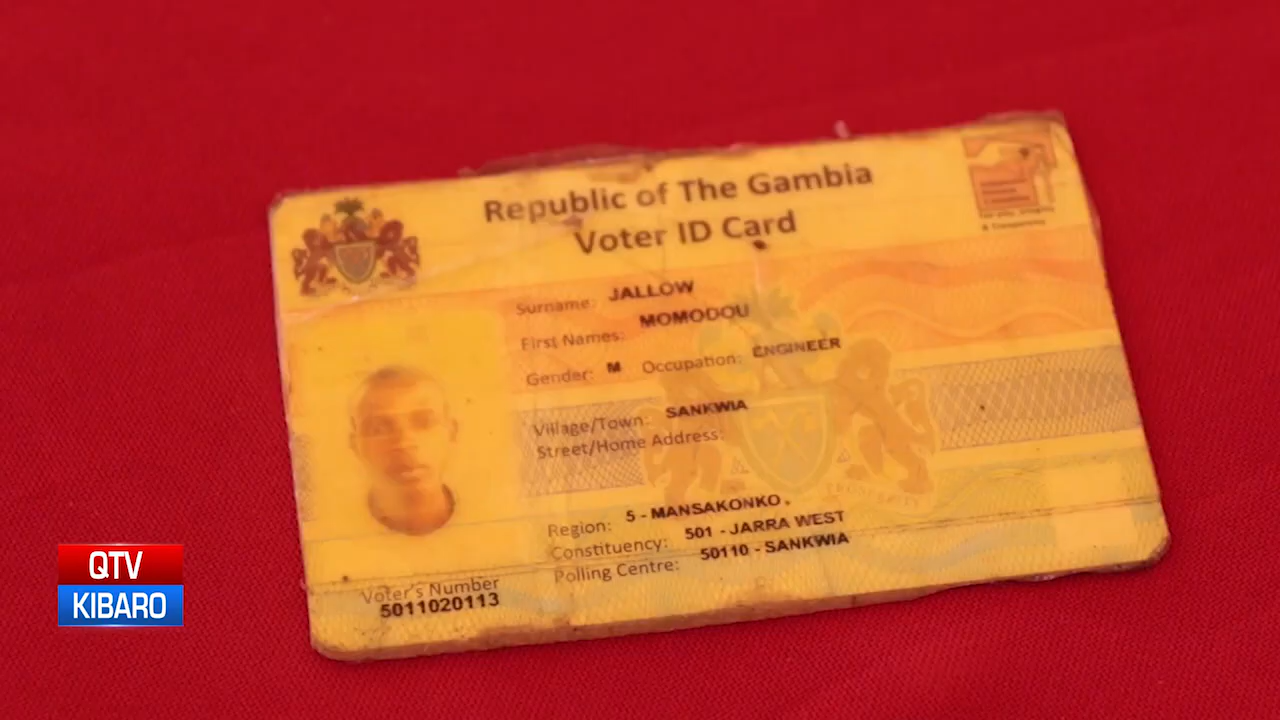 Republic of The Gambia
Voter ID Card
Surname: JALLOW
First Names: MOMODOU
Gender: M Occupation: ENGINEER
Village/Town: SANKWIA
Street/Home Address:
Region: 5 - MANSAKONKO,
Constituency: 501 - JARRA WEST
Polling Centre: 50110 - SANKWIA
Voter's Number
5011020113
QTV
KIBARO